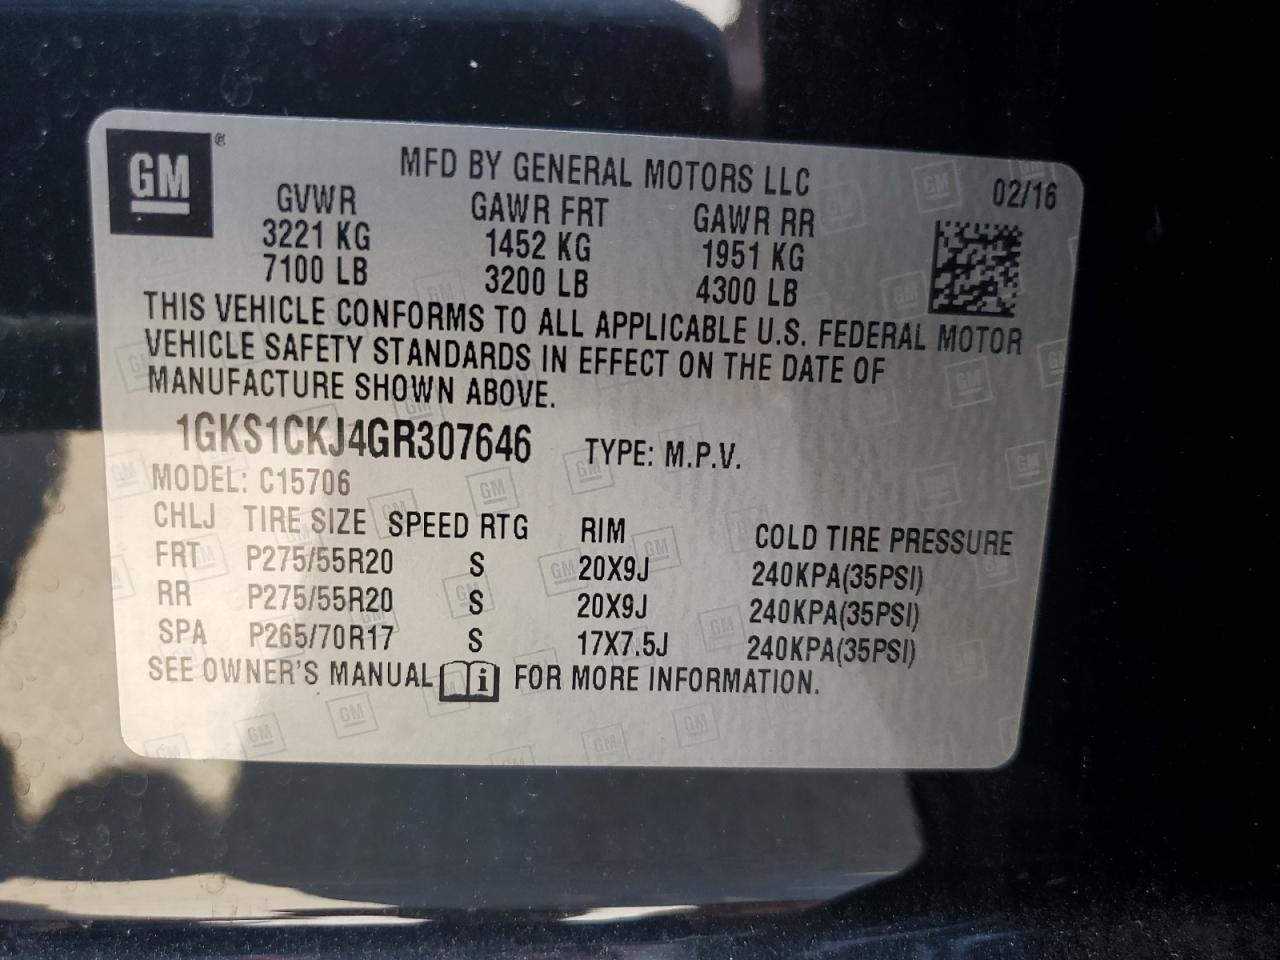 GM
MFD BY GENERAL MOTORS LLC
02/16
GVWR GAWR FRT GAWR RR
3221 KG 1452 KG 1951 KG
7100 LB 3200 LB 4300 LB
THIS VEHICLE CONFORMS TO ALL APPLICABLE U.S. FEDERAL MOTOR
VEHICLE SAFETY STANDARDS IN EFFECT ON THE DATE OF
MANUFACTURE SHOWN ABOVE.
1GKS1CKJ4GR307646 TYPE: M.P.V.
MODEL: C15706
CHLJ TIRE SIZE SPEED RTG RIM COLD TIRE PRESSURE
FRT P275/55R20 S 20X9J 240KPA(35PSI)
RR P275/55R20 S 20X9J 240KPA(35PSI)
SPA P265/70R17 S 17X7.5J 240KPA(35PSI)
SEE OWNER'S MANUAL i FOR MORE INFORMATION.